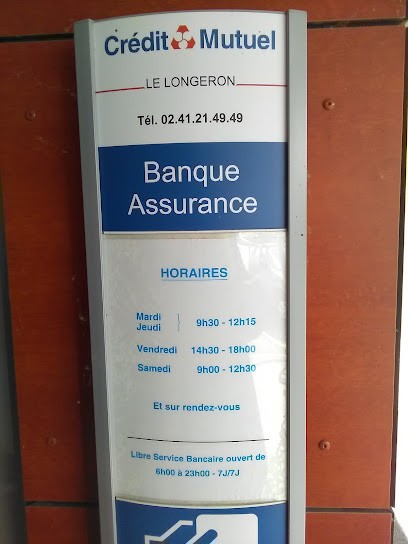 Crédit Mutuel
LE LONGERON
Tél. 02.41.21.49.49
Banque
Assurance
HORAIRES
Mardi
Jeudi 9h30 - 12h15
Vendredi 14h30 - 18h00
Samedi 9h00 - 12h30
Et sur rendez-vous
Libre Service Bancaire ouvert de
6h00 à 23h00 - 7J/7J